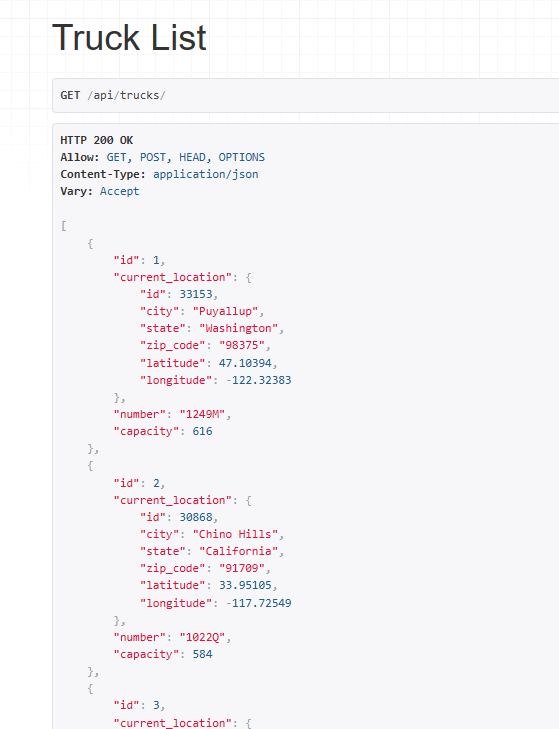 Truck List
GET /api/trucks/
HTTP 200 OK
Allow: GET, POST, HEAD, OPTIONS
Content-Type: application/json
Vary: Accept
[
    {
        "id": 1,
        "current_location": {
            "id": 33153,
            "city": "Puyallup",
            "state": "Washington",
            "zip_code": "98375",
            "latitude": 47.10394,
            "longitude": -122.32383
        },
        "number": "1249M",
        "capacity": 616
    },
    {
        "id": 2,
        "current_location": {
            "id": 30868,
            "city": "Chino Hills",
            "state": "California",
            "zip_code": "91709",
            "latitude": 33.95105,
            "longitude": -117.72549
        },
        "number": "1022Q",
        "capacity": 584
    },
    {
        "id": 3,
        "current_location": {